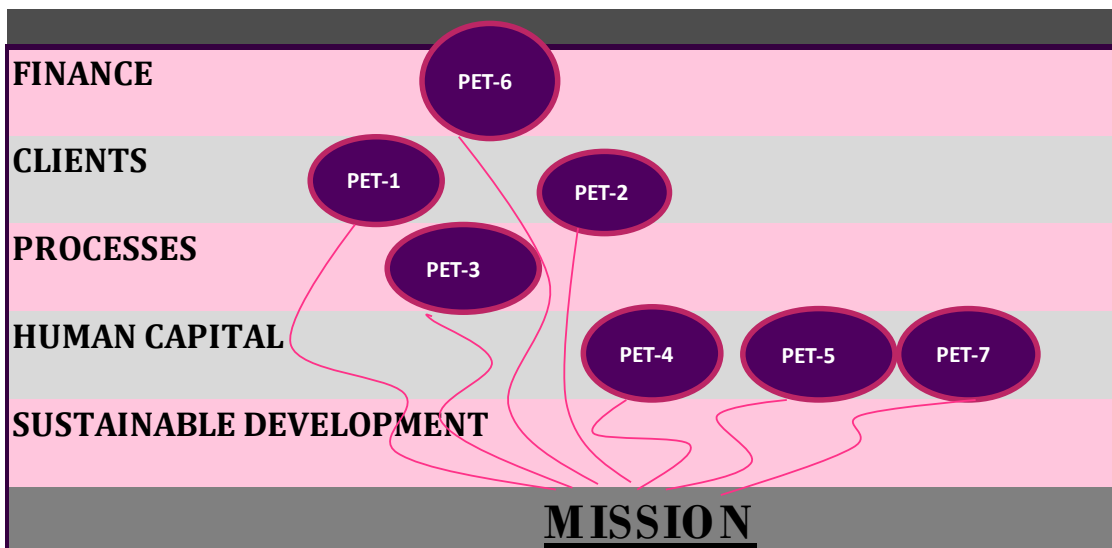 FINANCE
PET-6
CLIENTS
PET-1
PET-2
PROCESSES
PET-3
HUMAN CAPITAL
PET-4
PET-5
PET-7
SUSTAINABLE DEVELOPMENT
MISSION